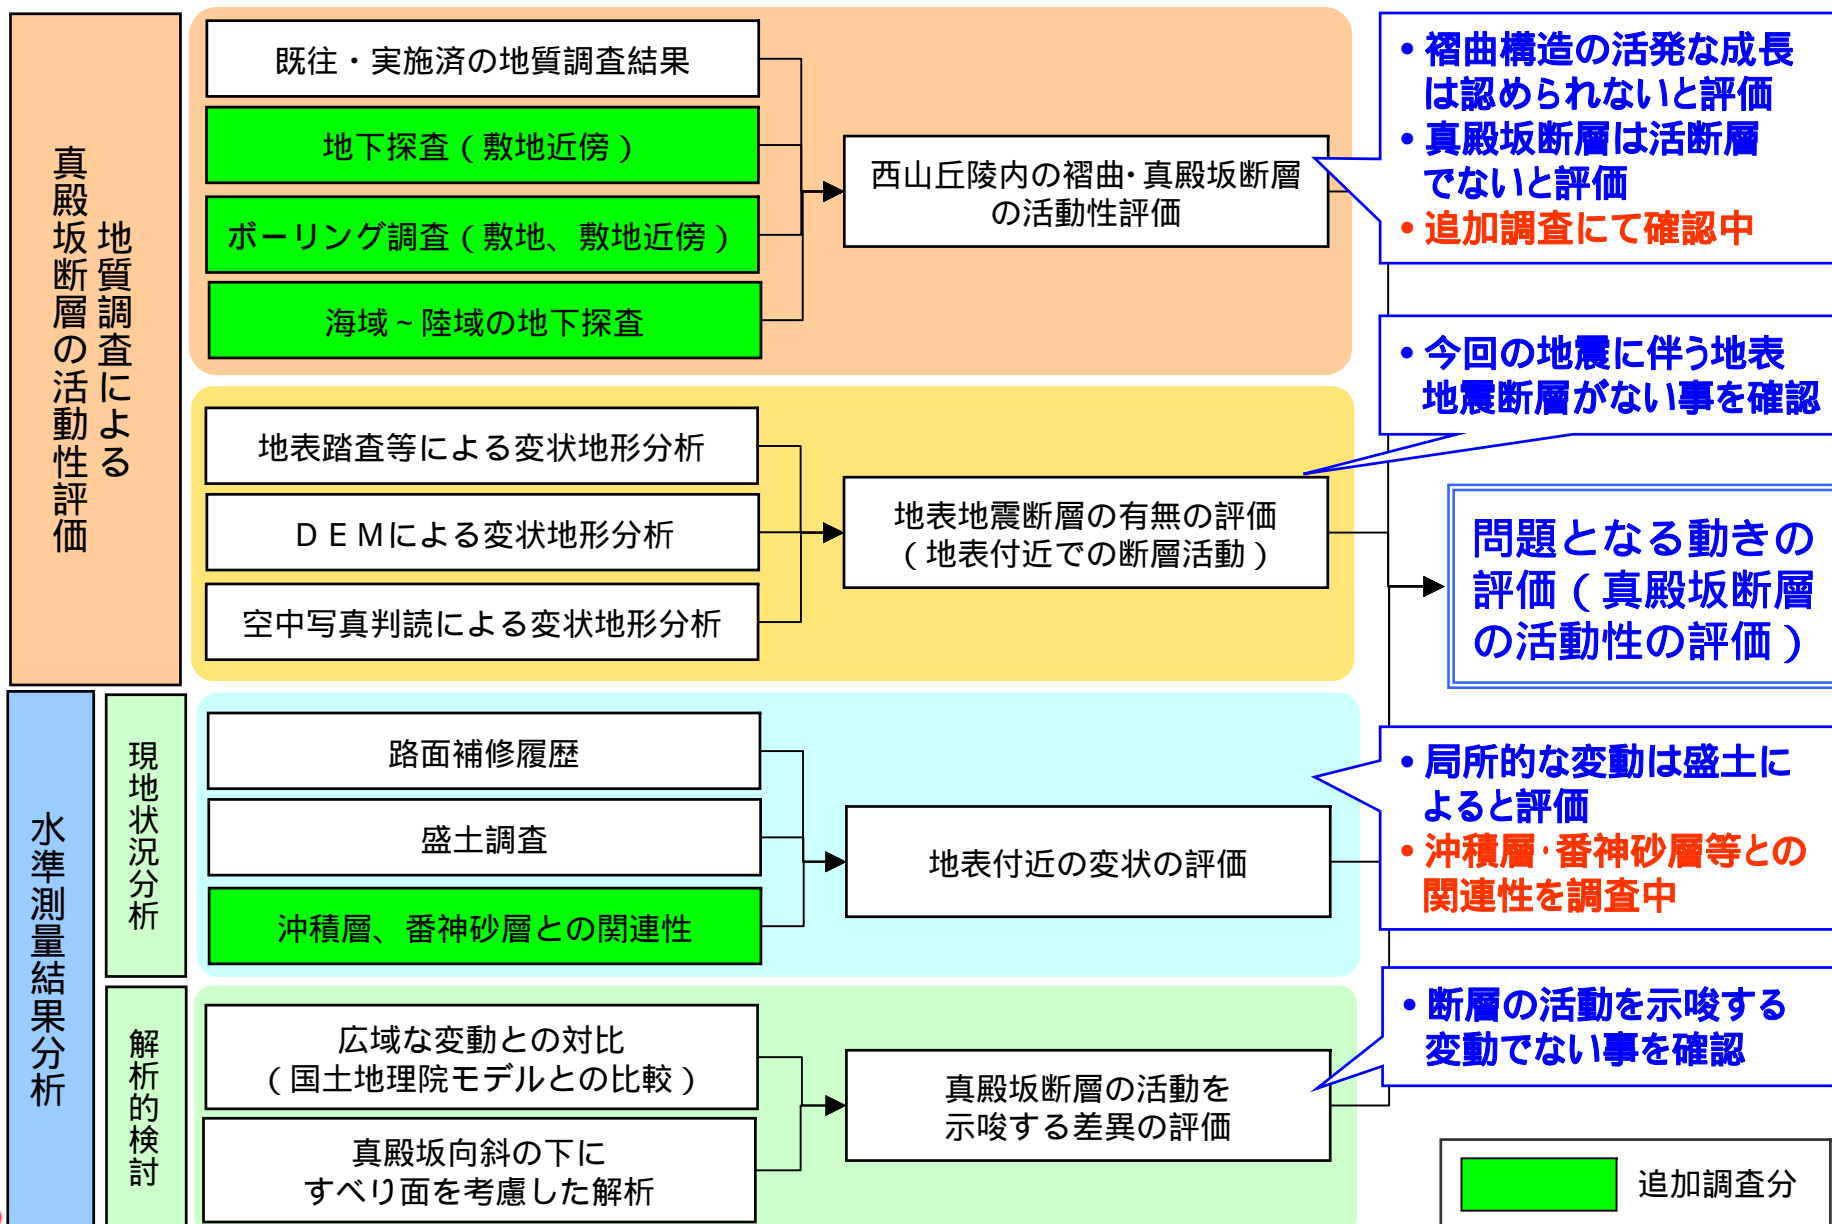 地質調査による
真殿坂断層の活動性評価
既往・実施済の地質調査結果
地下探査（敷地近傍）
ボーリング調査（敷地、敷地近傍）
海域～陸域の地下探査
西山丘陵内の褶曲・真殿坂断層
の活動性評価
・褶曲構造の活発な成長
は認められないと評価
・真殿坂断層は活断層
でないと評価
・追加調査にて確認中
地表踏査等による変状地形分析
ＤＥＭによる変状地形分析
空中写真判読による変状地形分析
地表地震断層の有無の評価
（地表付近での断層活動）
・今回の地震に伴う地表
地震断層がない事を確認
問題となる動きの
評価（真殿坂断層
の活動性の評価）
水準測量結果分析
現地状況分析
路面補修履歴
盛土調査
沖積層、番神砂層との関連性
地表付近の変状の評価
・局所的な変動は盛土に
よると評価
・沖積層・番神砂層等との
関連性を調査中
解析的検討
広域な変動との対比
（国土地理院モデルとの比較）
真殿坂向斜の下に
すべり面を考慮した解析
真殿坂断層の活動を
示唆する差異の評価
・断層の活動を示唆する
変動でない事を確認
追加調査分